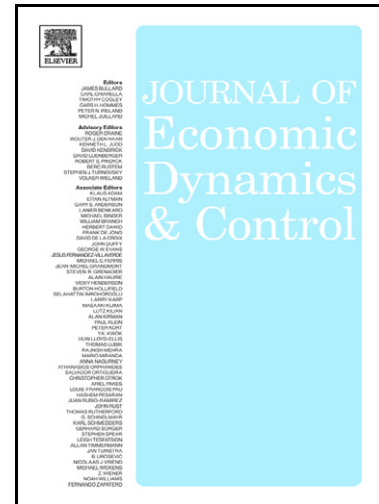 ELSEVIER
Editors
JAMES BULLARD
CARL CHIARELLA
TIMOTHY COGLEY
CARS H. HOMMES
PETER N. IRELAND
MICHEL JUILLARD
Advisory Editors
ROGER CRAINE
WOUTER J. DEN HAAN
KENNETH L. JUDD
DAVID KENDRICK
DAVID LUENBERGER
ROBERT S. PINDYCK
BERC RUSTEM
STEPHEN J. TURNOVSKY
VOLKER WIELAND
Associate Editors
KLAUS ADAM
EITAN ALTMAN
GARY S. ANDERSON
LANIER BENKARD
MICHAEL BINDER
WILLIAM BRANCH
HERBERT DAWID
FRANK DE JONG
DAVID DE LA CROIX
JOHN DUFFY
GEORGE W. EVANS
JESUS FERNANDEZ-VILLAVERDE
MICHAEL C. FERRIS
JEAN-MICHEL GRANDMONT
STEVEN R. GRENADIER
ALAIN HAURIE
VICKY HENDERSON
BURTON HOLLIFIELD
SELAHATTIN IMROHOROGLU
LARRY KARP
MASAAKI KIJIMA
LUTZ KILIAN
ALAN KIRMAN
PAUL KLEIN
PETER KORT
Y.K. KWOK
HUW LLOYD-ELLIS
THOMAS LUBIK
RAJNISH MEHRA
MARIO MIRANDA
ANNA NAGURNEY
ATHANASIOS ORPHANIDES
SALVADOR ORTIGUEIRA
CHRISTOPHER OTROK
ARIEL PAKES
LOUIS FRANCOIS PAU
HASHEM PESARAN
JUAN RUBIO-RAMIREZ
JOHN RUST
THOMAS RUTHERFORD
KARL SCHMEDDERS
GERHARD SORGER
STEPHEN SPEAR
LEIGH TESFATSION
ALLAN TIMMERMANN
JAN TUINSTRA
B. UROSEVIC
NICOLAAS J. VRIEND
MICHAEL WICKENS
Z. WIENER
NOAH WILLIAMS
FERNANDO ZAPATERO
JOURNAL OF
Economic
Dynamics
& Control